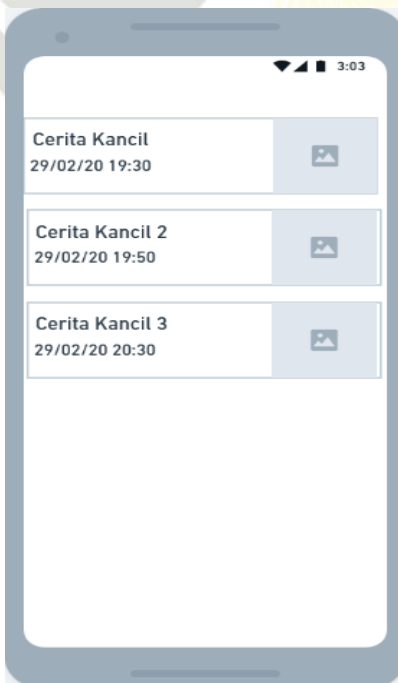 3:03
Cerita Kancil
29/02/20 19:30
Cerita Kancil 2
29/02/20 19:50
Cerita Kancil 3
29/02/20 20:30